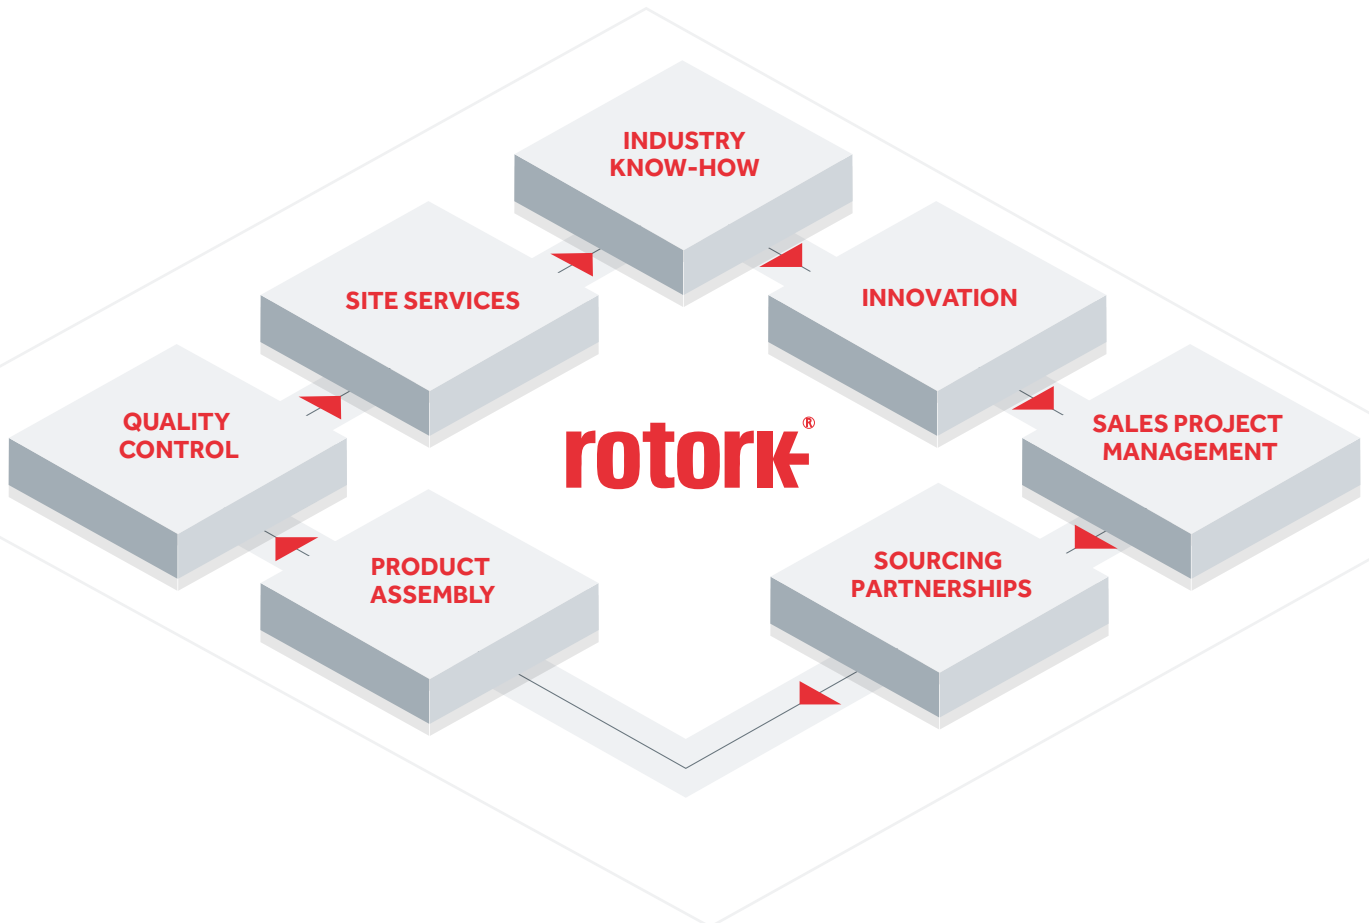 INDUSTRY
KNOW-HOW
SITE SERVICES
INNOVATION
QUALITY
CONTROL
rotork®
SALES PROJECT
MANAGEMENT
PRODUCT
ASSEMBLY
SOURCING
PARTNERSHIPS